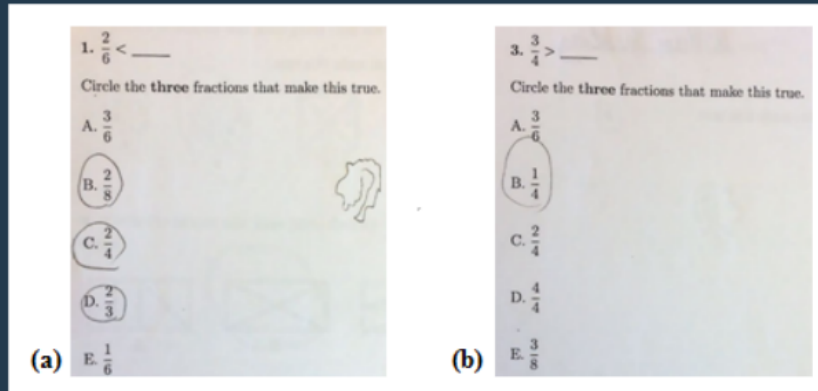 1. 2/6 < ___
Circle the three fractions that make this true.
A. 3/6
B. 2/8
C. 2/4
D. 2/3
E. 1/6
(a)
3. 3/4 > ___
Circle the three fractions that make this true.
A. 3/6
B. 1/4
C. 2/4
D. 4/4
E. 3/8
(b)